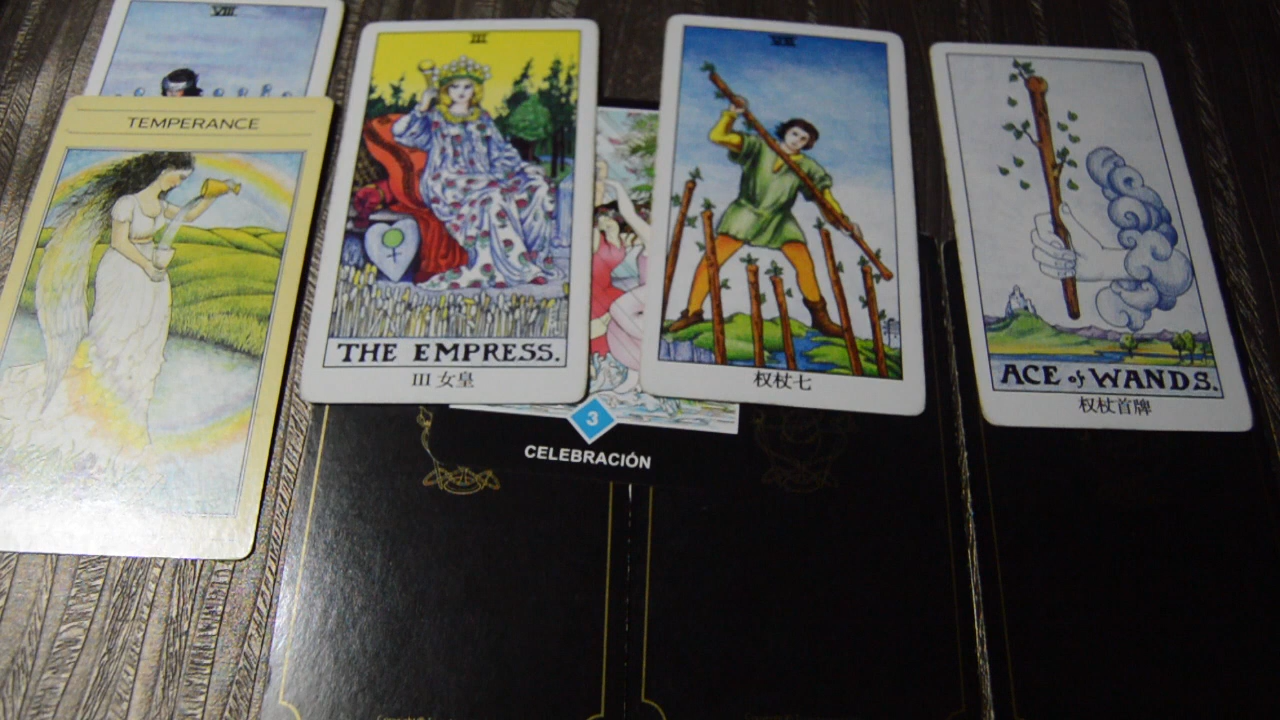 VIII
TEMPERANCE
III
THE EMPRESS.
III 女皇
VII
权杖七
ACE of WANDS.
权杖首牌
3
CELEBRACIÓN